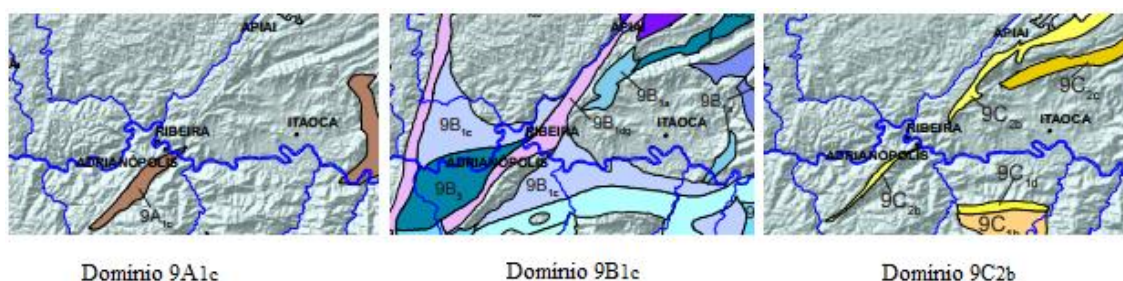 APIAI
RIBEIRA
ITAOCA
ADRIANÓPOLIS
9A1c
APIAI
9B1a
9B1c
RIBEIRA
9B1dg
ITAOCA
ADRIANÓPOLIS
9B1c
APIAI
9C2c
9C2b
RIBEIRA
ITAOCA
ADRIANÓPOLIS
9C2b
9C1d
9C1b
Domínio 9A1c
Domínio 9B1c
Domínio 9C2b